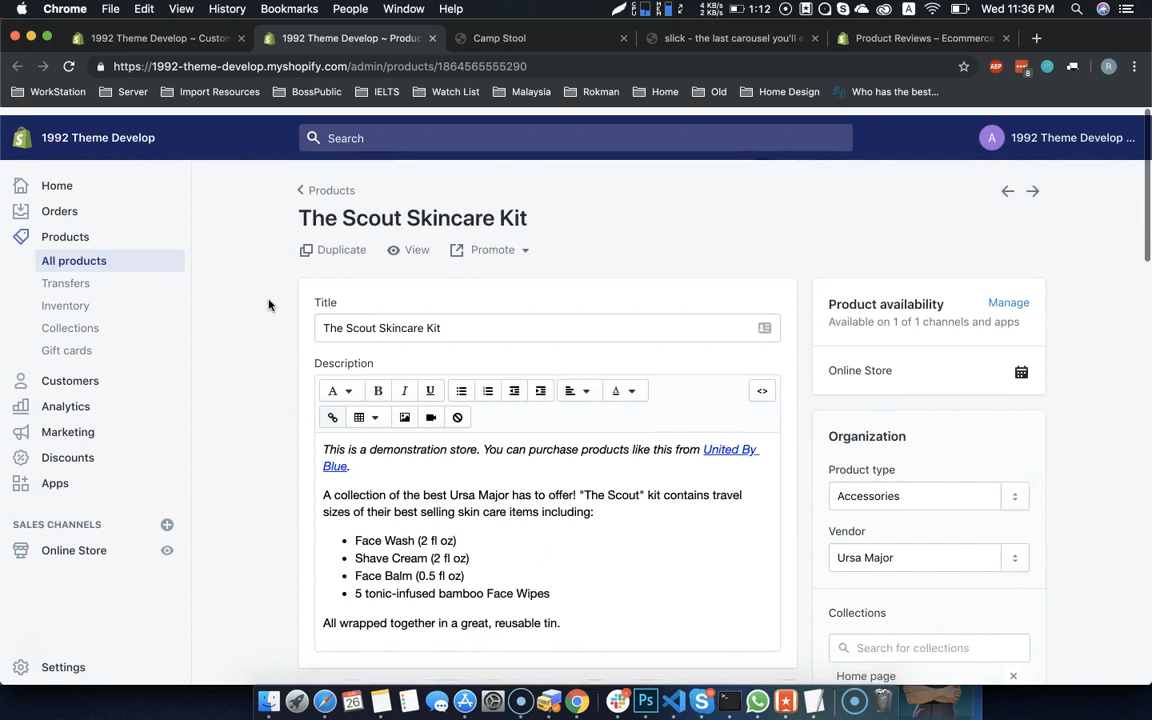 Chrome File Edit View History Bookmarks People Window Help 1:12 Wed 11:36 PM
1992 Theme Develop ~ Custon
1992 Theme Develop ~ Produc
Camp Stool
slick - the last carousel you'll e
Product Reviews – Ecommerce
https://1992-theme-develop.myshopify.com/admin/products/1864565555290
WorkStation Server Import Resources BossPublic IELTS Watch List Malaysia Rokman Home Old Home Design Who has the best...
1992 Theme Develop
Search
A 1992 Theme Develop ...
Home
Orders
Products
All products
Transfers
Inventory
Collections
Gift cards
Customers
Analytics
Marketing
Discounts
Apps
SALES CHANNELS
Online Store
Settings
Products
The Scout Skincare Kit
Duplicate View Promote
Title
The Scout Skincare Kit
Description
A B I U A <>
This is a demonstration store. You can purchase products like this from United By
Blue.
A collection of the best Ursa Major has to offer! "The Scout" kit contains travel
sizes of their best selling skin care items including:
Face Wash (2 fl oz)
Shave Cream (2 fl oz)
Face Balm (0.5 fl oz)
5 tonic-infused bamboo Face Wipes
All wrapped together in a great, reusable tin.
Product availability Manage
Available on 1 of 1 channels and apps
Online Store
Organization
Product type
Accessories
Vendor
Ursa Major
Collections
Search for collections
Home page